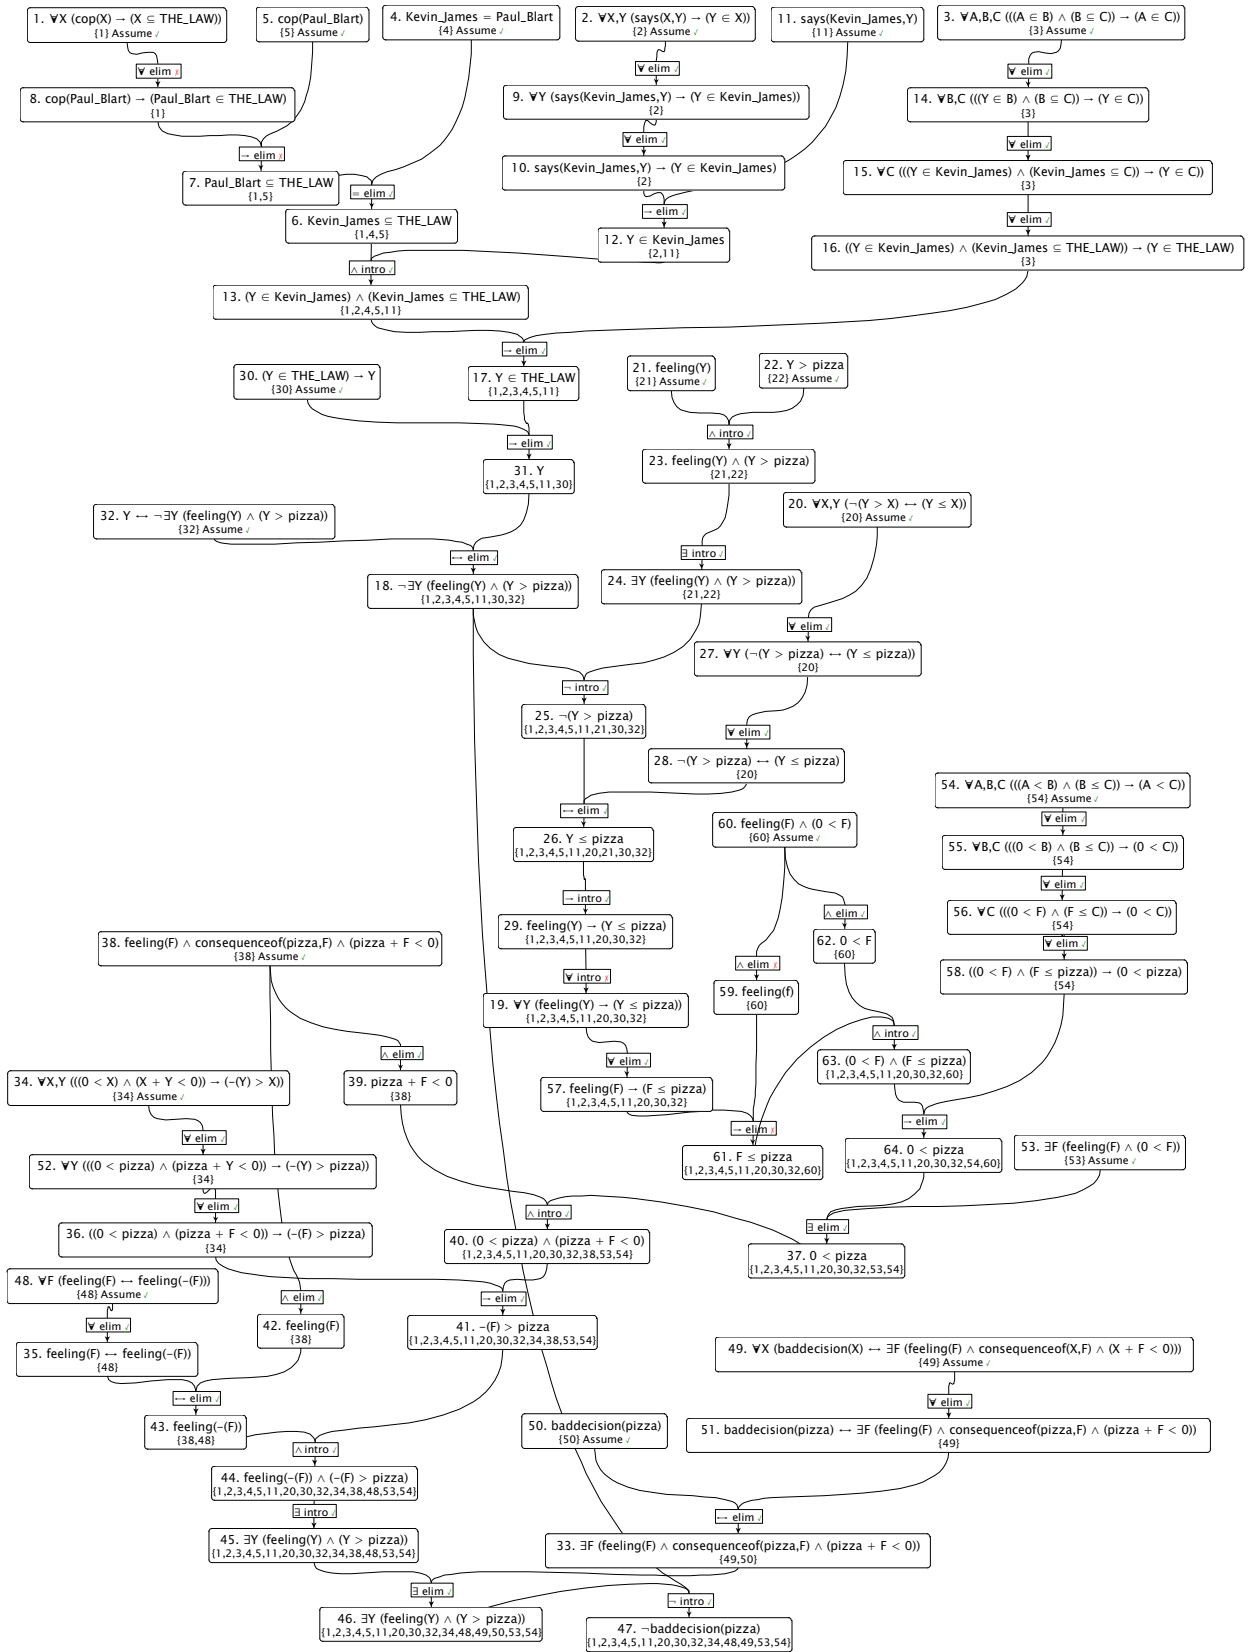 1. ∀X (cop(X) → (X ⊆ THE_LAW))
{1} Assume ✓
5. cop(Paul_Blart)
{5} Assume ✓
4. Kevin_James = Paul_Blart
{4} Assume ✓
2. ∀X,Y (says(X,Y) → (Y ∈ X))
{2} Assume ✓
11. says(Kevin_James,Y)
{11} Assume ✓
3. ∀A,B,C (((A ∈ B) ∧ (B ⊆ C)) → (A ∈ C))
{3} Assume ✓
∀ elim ✗
∀ elim ✓
∀ elim ✓
8. cop(Paul_Blart) → (Paul_Blart ∈ THE_LAW)
{1}
9. ∀Y (says(Kevin_James,Y) → (Y ∈ Kevin_James))
{2}
14. ∀B,C (((Y ∈ B) ∧ (B ⊆ C)) → (Y ∈ C))
{3}
→ elim ✗
∀ elim ✓
∀ elim ✓
7. Paul_Blart ⊆ THE_LAW
{1,5}
= elim ✓
10. says(Kevin_James,Y) → (Y ∈ Kevin_James)
{2}
15. ∀C (((Y ∈ Kevin_James) ∧ (Kevin_James ⊆ C)) → (Y ∈ C))
{3}
6. Kevin_James ⊆ THE_LAW
{1,4,5}
→ elim ✓
∀ elim ✓
12. Y ∈ Kevin_James
{2,11}
16. ((Y ∈ Kevin_James) ∧ (Kevin_James ⊆ THE_LAW)) → (Y ∈ THE_LAW)
{3}
∧ intro ✓
13. (Y ∈ Kevin_James) ∧ (Kevin_James ⊆ THE_LAW)
{1,2,4,5,11}
→ elim ✓
30. (Y ∈ THE_LAW) → Y
{30} Assume ✓
17. Y ∈ THE_LAW
{1,2,3,4,5,11}
21. feeling(Y)
{21} Assume ✓
22. Y > pizza
{22} Assume ✓
→ elim ✓
∧ intro ✓
31. Y
{1,2,3,4,5,11,30}
23. feeling(Y) ∧ (Y > pizza)
{21,22}
32. Y ↔ ¬∃Y (feeling(Y) ∧ (Y > pizza))
{32} Assume ✓
20. ∀X,Y (¬(Y > X) ↔ (Y ≤ X))
{20} Assume ✓
↔ elim ✓
∃ intro ✓
18. ¬∃Y (feeling(Y) ∧ (Y > pizza))
{1,2,3,4,5,11,30,32}
24. ∃Y (feeling(Y) ∧ (Y > pizza))
{21,22}
∀ elim ✓
27. ∀Y (¬(Y > pizza) ↔ (Y ≤ pizza))
{20}
¬ intro ✓
25. ¬(Y > pizza)
{1,2,3,4,5,11,21,30,32}
∀ elim ✓
28. ¬(Y > pizza) ↔ (Y ≤ pizza)
{20}
54. ∀A,B,C (((A < B) ∧ (B ≤ C)) → (A < C))
{54} Assume ✓
↔ elim ✓
∀ elim ✓
26. Y ≤ pizza
{1,2,3,4,5,11,20,21,30,32}
60. feeling(F) ∧ (0 < F)
{60} Assume ✓
55. ∀B,C (((0 < B) ∧ (B ≤ C)) → (0 < C))
{54}
→ intro ✓
∀ elim ✓
29. feeling(Y) → (Y ≤ pizza)
{1,2,3,4,5,11,20,30,32}
∧ elim ✓
56. ∀C (((0 < F) ∧ (F ≤ C)) → (0 < C))
{54}
38. feeling(F) ∧ consequenceof(pizza,F) ∧ (pizza + F < 0)
{38} Assume ✓
62. 0 < F
{60}
∀ elim ✓
∀ intro ✗
∧ elim ✗
58. ((0 < F) ∧ (F ≤ pizza)) → (0 < pizza)
{54}
19. ∀Y (feeling(Y) → (Y ≤ pizza))
{1,2,3,4,5,11,20,30,32}
59. feeling(f)
{60}
∧ intro ✓
∧ elim ✓
∀ elim ✓
63. (0 < F) ∧ (F ≤ pizza)
{1,2,3,4,5,11,20,30,32,60}
34. ∀X,Y (((0 < X) ∧ (X + Y < 0)) → (-(Y) > X))
{34} Assume ✓
39. pizza + F < 0
{38}
57. feeling(F) → (F ≤ pizza)
{1,2,3,4,5,11,20,30,32}
→ elim ✓
∀ elim ✓
→ elim ✗
52. ∀Y (((0 < pizza) ∧ (pizza + Y < 0)) → (-(Y) > pizza))
{34}
61. F ≤ pizza
{1,2,3,4,5,11,20,30,32,60}
64. 0 < pizza
{1,2,3,4,5,11,20,30,32,54,60}
53. ∃F (feeling(F) ∧ (0 < F))
{53} Assume ✓
∀ elim ✓
∧ intro ✓
∃ elim ✓
36. ((0 < pizza) ∧ (pizza + F < 0)) → (-(F) > pizza)
{34}
40. (0 < pizza) ∧ (pizza + F < 0)
{1,2,3,4,5,11,20,30,32,38,53,54}
37. 0 < pizza
{1,2,3,4,5,11,20,30,32,53,54}
48. ∀F (feeling(F) ↔ feeling(-(F)))
{48} Assume ✓
∧ elim ✓
→ elim ✓
∀ elim ✓
42. feeling(F)
{38}
41. -(F) > pizza
{1,2,3,4,5,11,20,30,32,34,38,53,54}
35. feeling(F) ↔ feeling(-(F))
{48}
49. ∀X (baddecision(X) ↔ ∃F (feeling(F) ∧ consequenceof(X,F) ∧ (X + F < 0)))
{49} Assume ✓
↔ elim ✓
∀ elim ✓
43. feeling(-(F))
{38,48}
50. baddecision(pizza)
{50} Assume ✓
51. baddecision(pizza) ↔ ∃F (feeling(F) ∧ consequenceof(pizza,F) ∧ (pizza + F < 0))
{49}
∧ intro ✓
44. feeling(-(F)) ∧ (-(F) > pizza)
{1,2,3,4,5,11,20,30,32,34,38,48,53,54}
∃ intro ✓
↔ elim ✓
45. ∃Y (feeling(Y) ∧ (Y > pizza))
{1,2,3,4,5,11,20,30,32,34,38,48,53,54}
33. ∃F (feeling(F) ∧ consequenceof(pizza,F) ∧ (pizza + F < 0))
{49,50}
∃ elim ✓
¬ intro ✓
46. ∃Y (feeling(Y) ∧ (Y > pizza))
{1,2,3,4,5,11,20,30,32,34,48,49,50,53,54}
47. ¬baddecision(pizza)
{1,2,3,4,5,11,20,30,32,34,48,49,53,54}